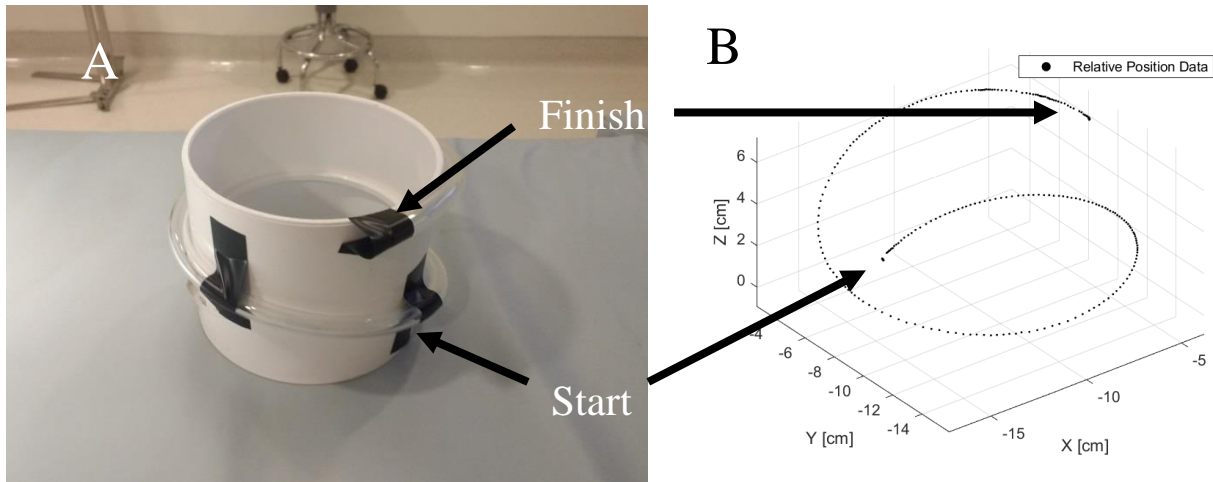 A
Finish
Start
B
Relative Position Data
6
4
2
0
Z [cm]
-4
-6
-8
-10
-12
-14
Y [cm]
-15
-10
-5
X [cm]